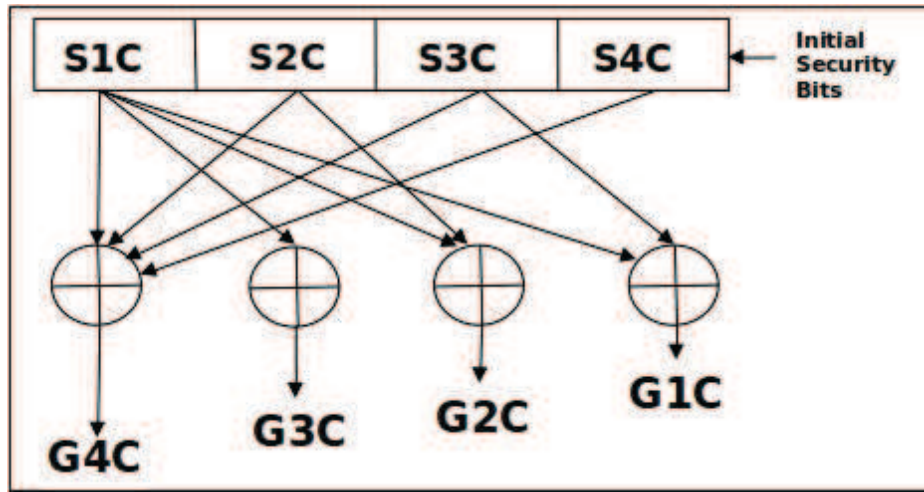 S1C S2C S3C S4C
Initial
Security
Bits
G4C G3C G2C G1C